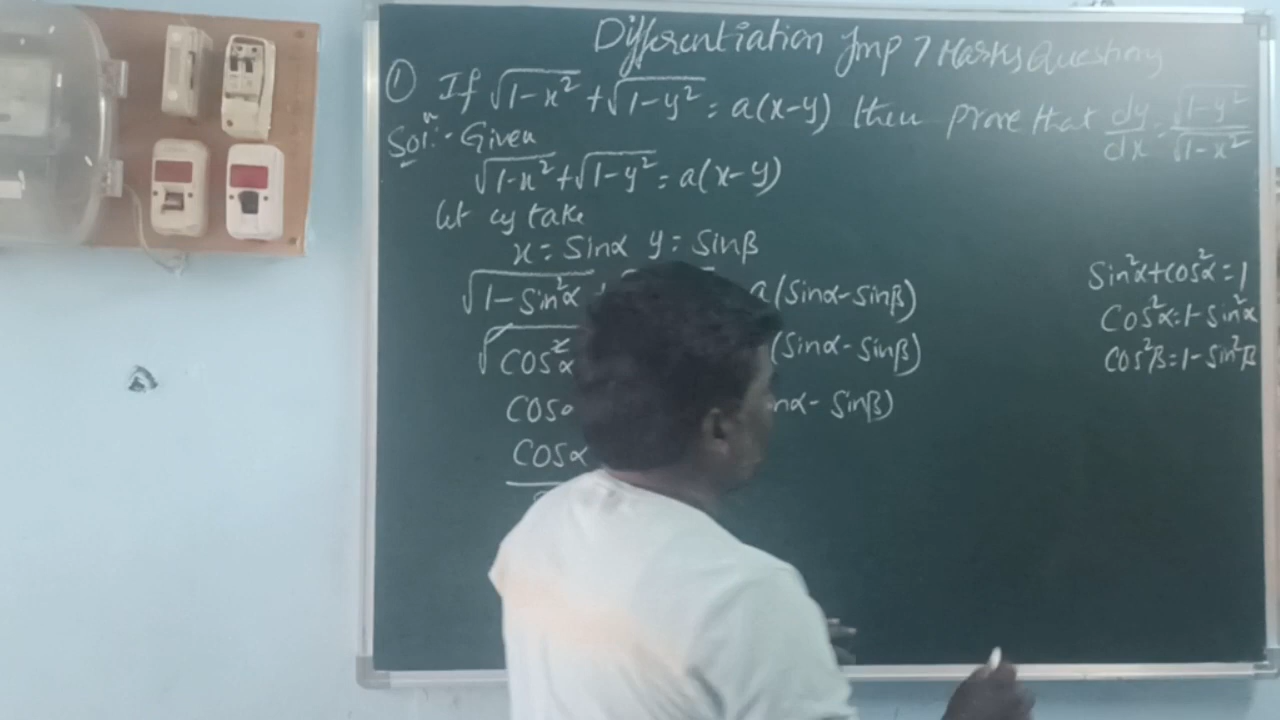 Differentiation Imp 7 Marks Questions
① If √1-x² + √1-y² = a(x-y) then prove that dy/dx = √1-y²/√1-x²
Solⁿ:- Given
√1-x² + √1-y² = a(x-y)
let us take
x = Sinα y = Sinβ
√1-Sin²α a(Sinα-Sinβ)
√Cos²α (Sinα-Sinβ)
Sinβ)
Cosα
Sin²α+Cos²α=1
Cos²α=1-Sin²α
Cos²β=1-Sin²β